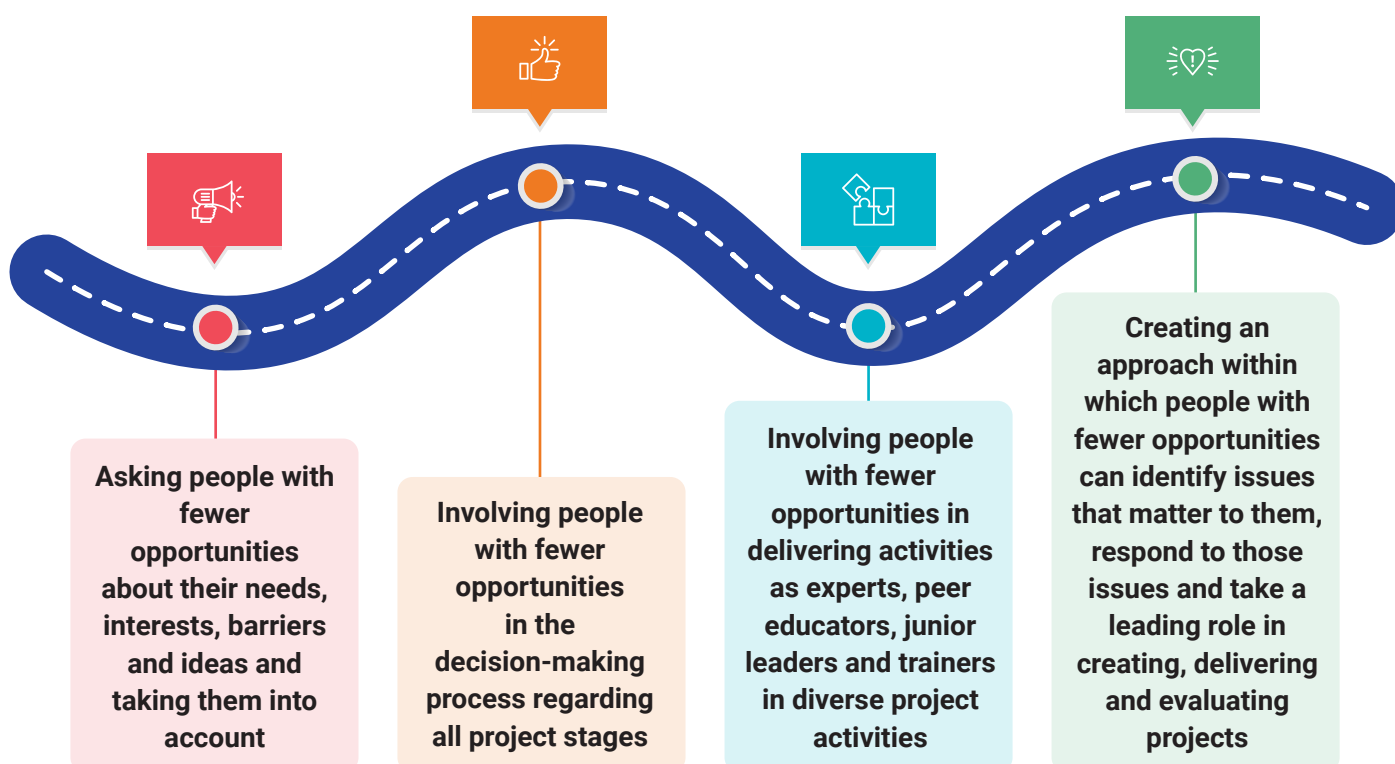 Asking people with
fewer
opportunities
about their needs,
interests, barriers
and ideas and
taking them into
account
Involving people
with fewer
opportunities
in the
decision-making
process regarding
all project stages
Involving people
with fewer
opportunities in
delivering activities
as experts, peer
educators, junior
leaders and trainers
in diverse project
activities
Creating an
approach within
which people with
fewer opportunities
can identify issues
that matter to them,
respond to those
issues and take a
leading role in
creating, delivering
and evaluating
projects